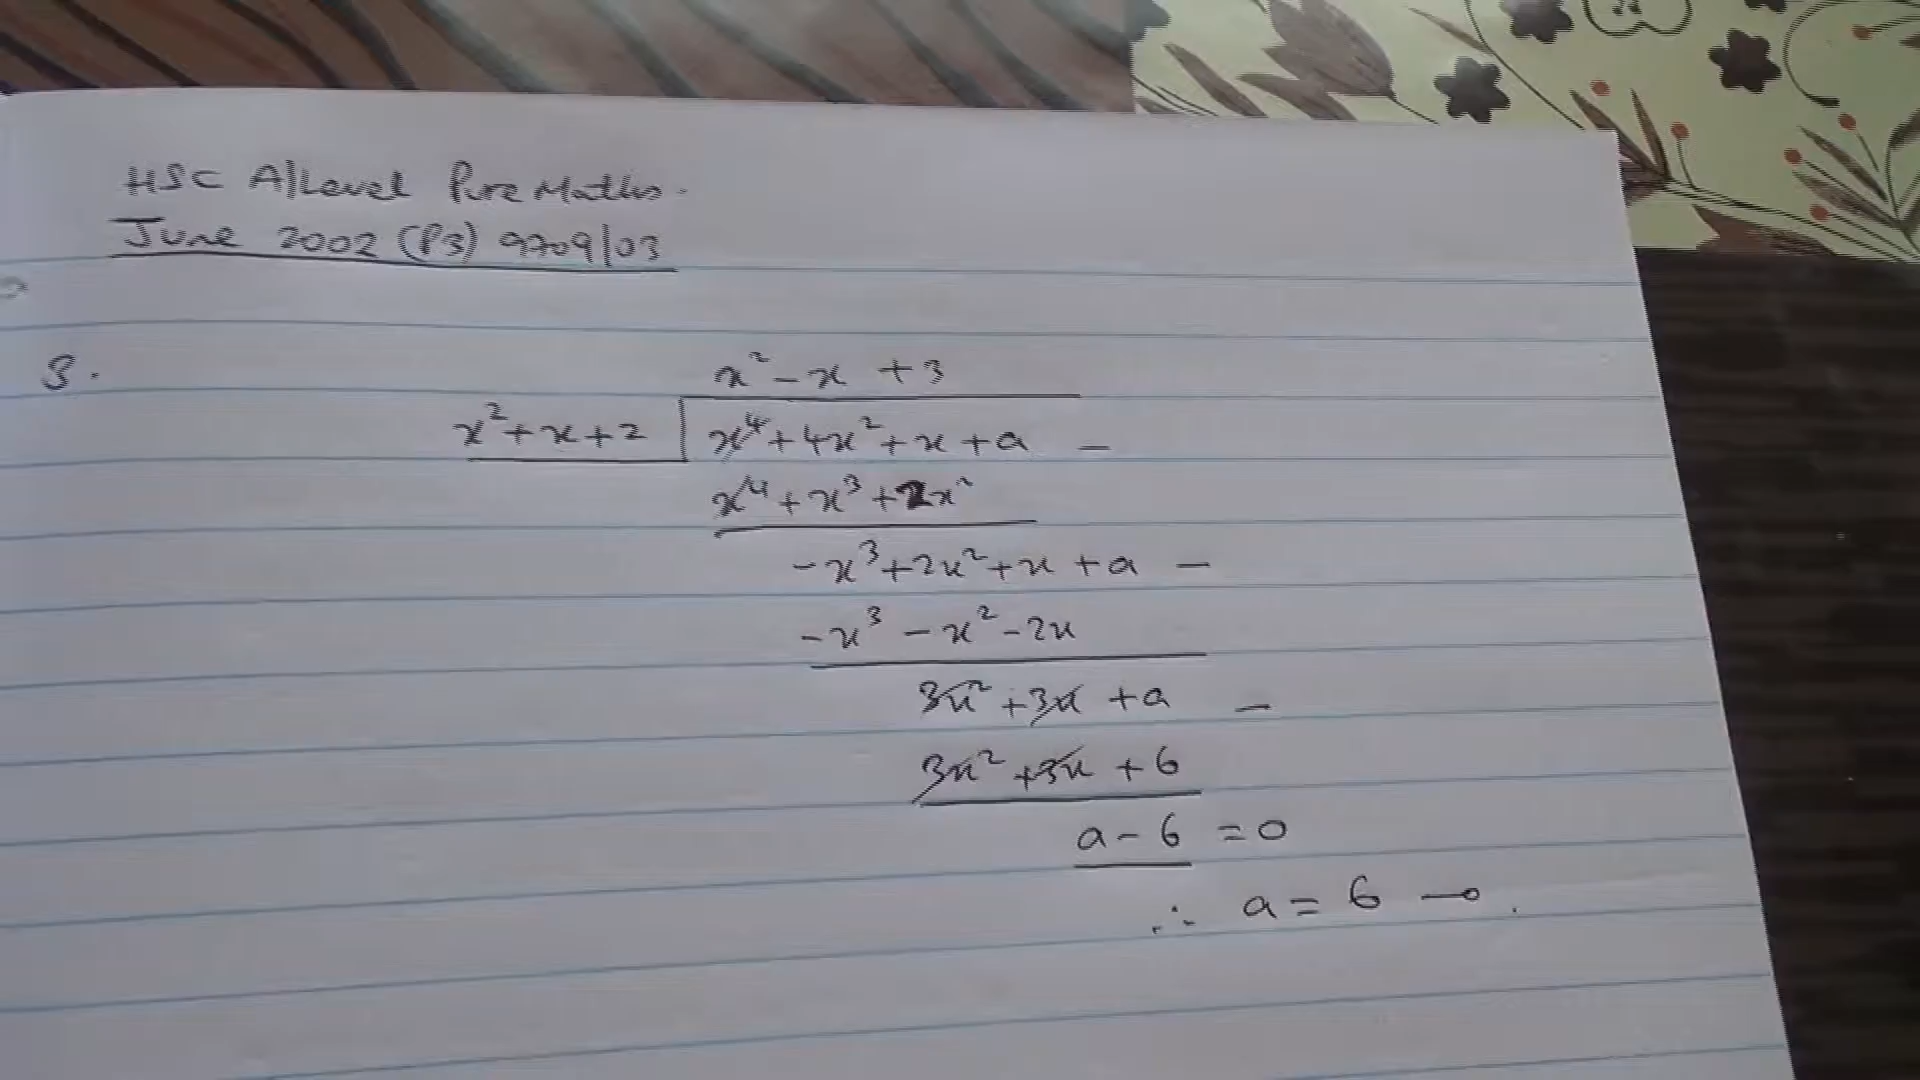 HSC A/Level Pure Maths.
June 2002 (P3) 9709/03
3.
x² - x + 3
x² + x + 2 | x⁴ + 4x² + x + a -
x⁴ + x³ + 2x²
-x³ + 2x² + x + a -
-x³ - x² - 2x
3x² + 3x + a -
3x² + 3x + 6
a - 6 = 0
∴ a = 6